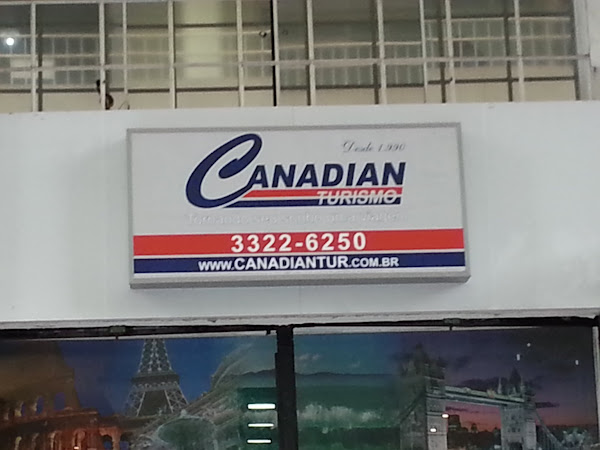 Desde 1.990
CANADIAN
TURISMO
3322-6250
WWW.CANADIANTUR.COM.BR